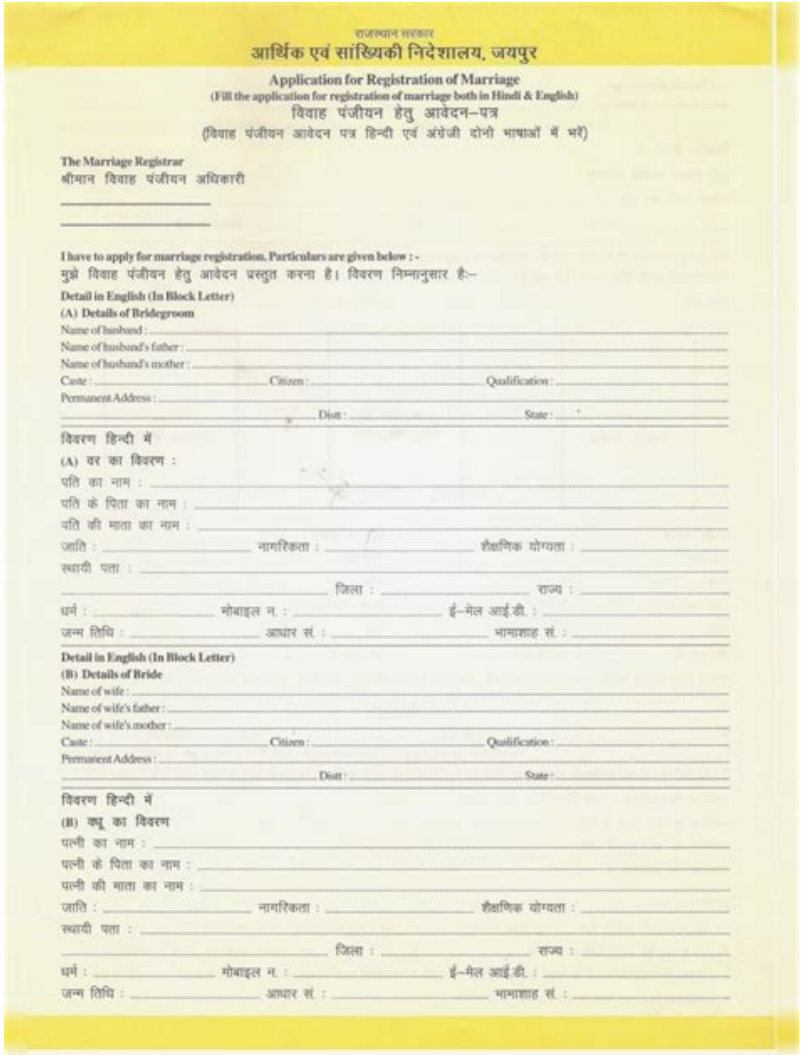 राजस्थान सरकार
आर्थिक एवं सांख्यिकी निदेशालय, जयपुर
Application for Registration of Marriage
(Fill the application for registration of marriage both in Hindi & English)
विवाह पंजीयन हेतु आवेदन–पत्र
(विवाह पंजीयन आवेदन पत्र हिन्दी एवं अंग्रेजी दोनो भाषाओं में भरें)
The Marriage Registrar
श्रीमान विवाह पंजीयन अधिकारी
I have to apply for marriage registration. Particulars are given below : -
मुझे विवाह पंजीयन हेतु आवेदन प्रस्तुत करना है। विवरण निम्नानुसार हैः–
Detail in English (In Block Letter)
(A) Details of Bridegroom
Name of husband :
Name of husband's father :
Name of husband's mother :
Caste : Citizen : Qualification :
Permanent Address :
Distt : State :
विवरण हिन्दी में
(A) वर का विवरण :
पति का नाम :
पति के पिता का नाम :
पति की माता का नाम :
जाति : नागरिकता : शैक्षणिक योग्यता :
स्थायी पता :
जिला : राज्य :
धर्म : मोबाइल न. : ई–मेल आई.डी. :
जन्म तिथि : आधार सं. : भामाशाह सं. :
Detail in English (In Block Letter)
(B) Details of Bride
Name of wife :
Name of wife's father :
Name of wife's mother :
Caste : Citizen : Qualification :
Permanent Address :
Distt : State :
विवरण हिन्दी में
(B) वधू का विवरण
पत्नी का नाम :
पत्नी के पिता का नाम :
पत्नी की माता का नाम :
जाति : नागरिकता : शैक्षणिक योग्यता :
स्थायी पता :
जिला : राज्य :
धर्म : मोबाइल न. : ई–मेल आई.डी. :
जन्म तिथि : आधार सं. : भामाशाह सं. :